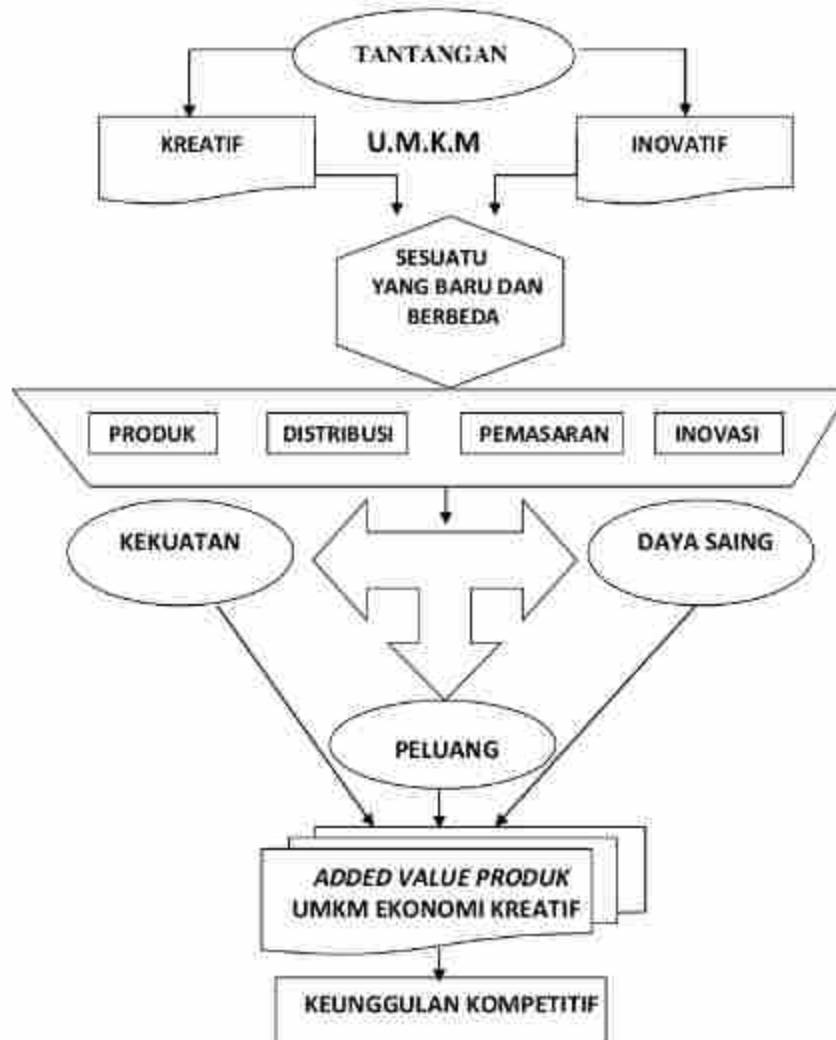 TANTANGAN
KREATIF
U.M.K.M
INOVATIF
SESUATU
YANG BARU DAN
BERBEDA
PRODUK
DISTRIBUSI
PEMASARAN
INOVASI
KEKUATAN
DAYA SAING
PELUANG
ADDED VALUE PRODUK
UMKM EKONOMI KREATIF
KEUNGGULAN KOMPETITIF